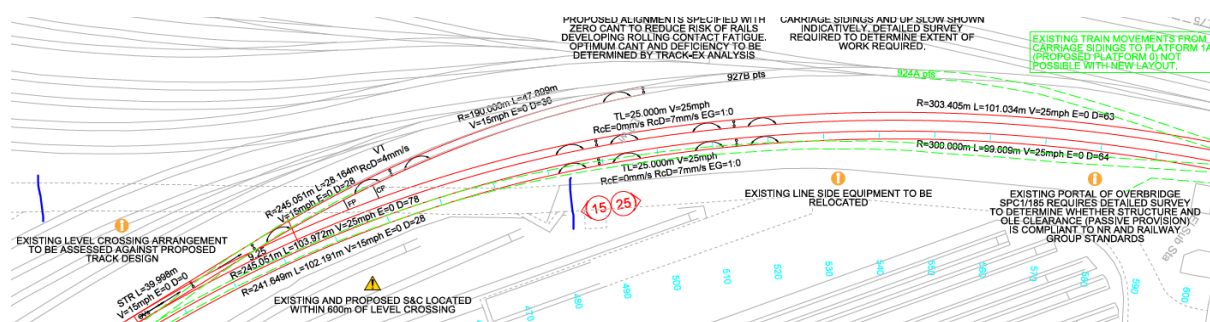 PROPOSED ALIGNMENTS SPECIFIED WITH
ZERO CANT TO REDUCE RISK OF RAILS
DEVELOPING ROLLING CONTACT FATIGUE.
OPTIMUM CANT AND DEFICIENCY TO BE
DETERMINED BY TRACK-EX ANALYSIS
CARRIAGE SIDINGS AND UP SLOW SHOWN
INDICATIVELY, DETAILED SURVEY
REQUIRED TO DETERMINE EXTENT OF
WORK REQUIRED.
EXISTING TRAIN MOVEMENTS FROM
CARRIAGE SIDINGS TO PLATFORM 1A
(PROPOSED PLATFORM 0) NOT
POSSIBLE WITH NEW LAYOUT.
927B pts
924A pts
R=190.000m L=47.899m
V=15mph E=0 D=30
TL=25.000m V=25mph
RcE=0mm/s RcD=7mm/s EG=1:0
R=303.405m L=101.034m V=25mph E=0 D=63
VT
RcD=4mm/s
R=245.051m L=28.164m
V=15mph E=0 D=28
TL=25.000m V=25mph
RcE=0mm/s RcD=7mm/s EG=1:0
R=300.000m L=99.609m V=25mph E=0 D=64
CP
FP
15 25
EXISTING LINE SIDE EQUIPMENT TO BE
RELOCATED
EXISTING PORTAL OF OVERBRIDGE
SPC1/185 REQUIRES DETAILED SURVEY
TO DETERMINE WHETHER STRUCTURE AND
OLE CLEARANCE (PASSIVE PROVISION)
IS COMPLIANT TO NR AND RAILWAY
GROUP STANDARDS
El Sub Sta
EXISTING LEVEL CROSSING ARRANGEMENT
TO BE ASSESSED AGAINST PROPOSED
TRACK DESIGN
9.25
R=245.051m L=103.972m V=25mph E=0 D=78
R=241.649m L=102.191m V=15mph E=0 D=28
STR L=39.998m
V=15mph E=0 D=0
EXISTING AND PROPOSED S&C LOCATED
WITHIN 600m OF LEVEL CROSSING
470
480
490
500
510
520
530
540
550
560
570
580
590
600